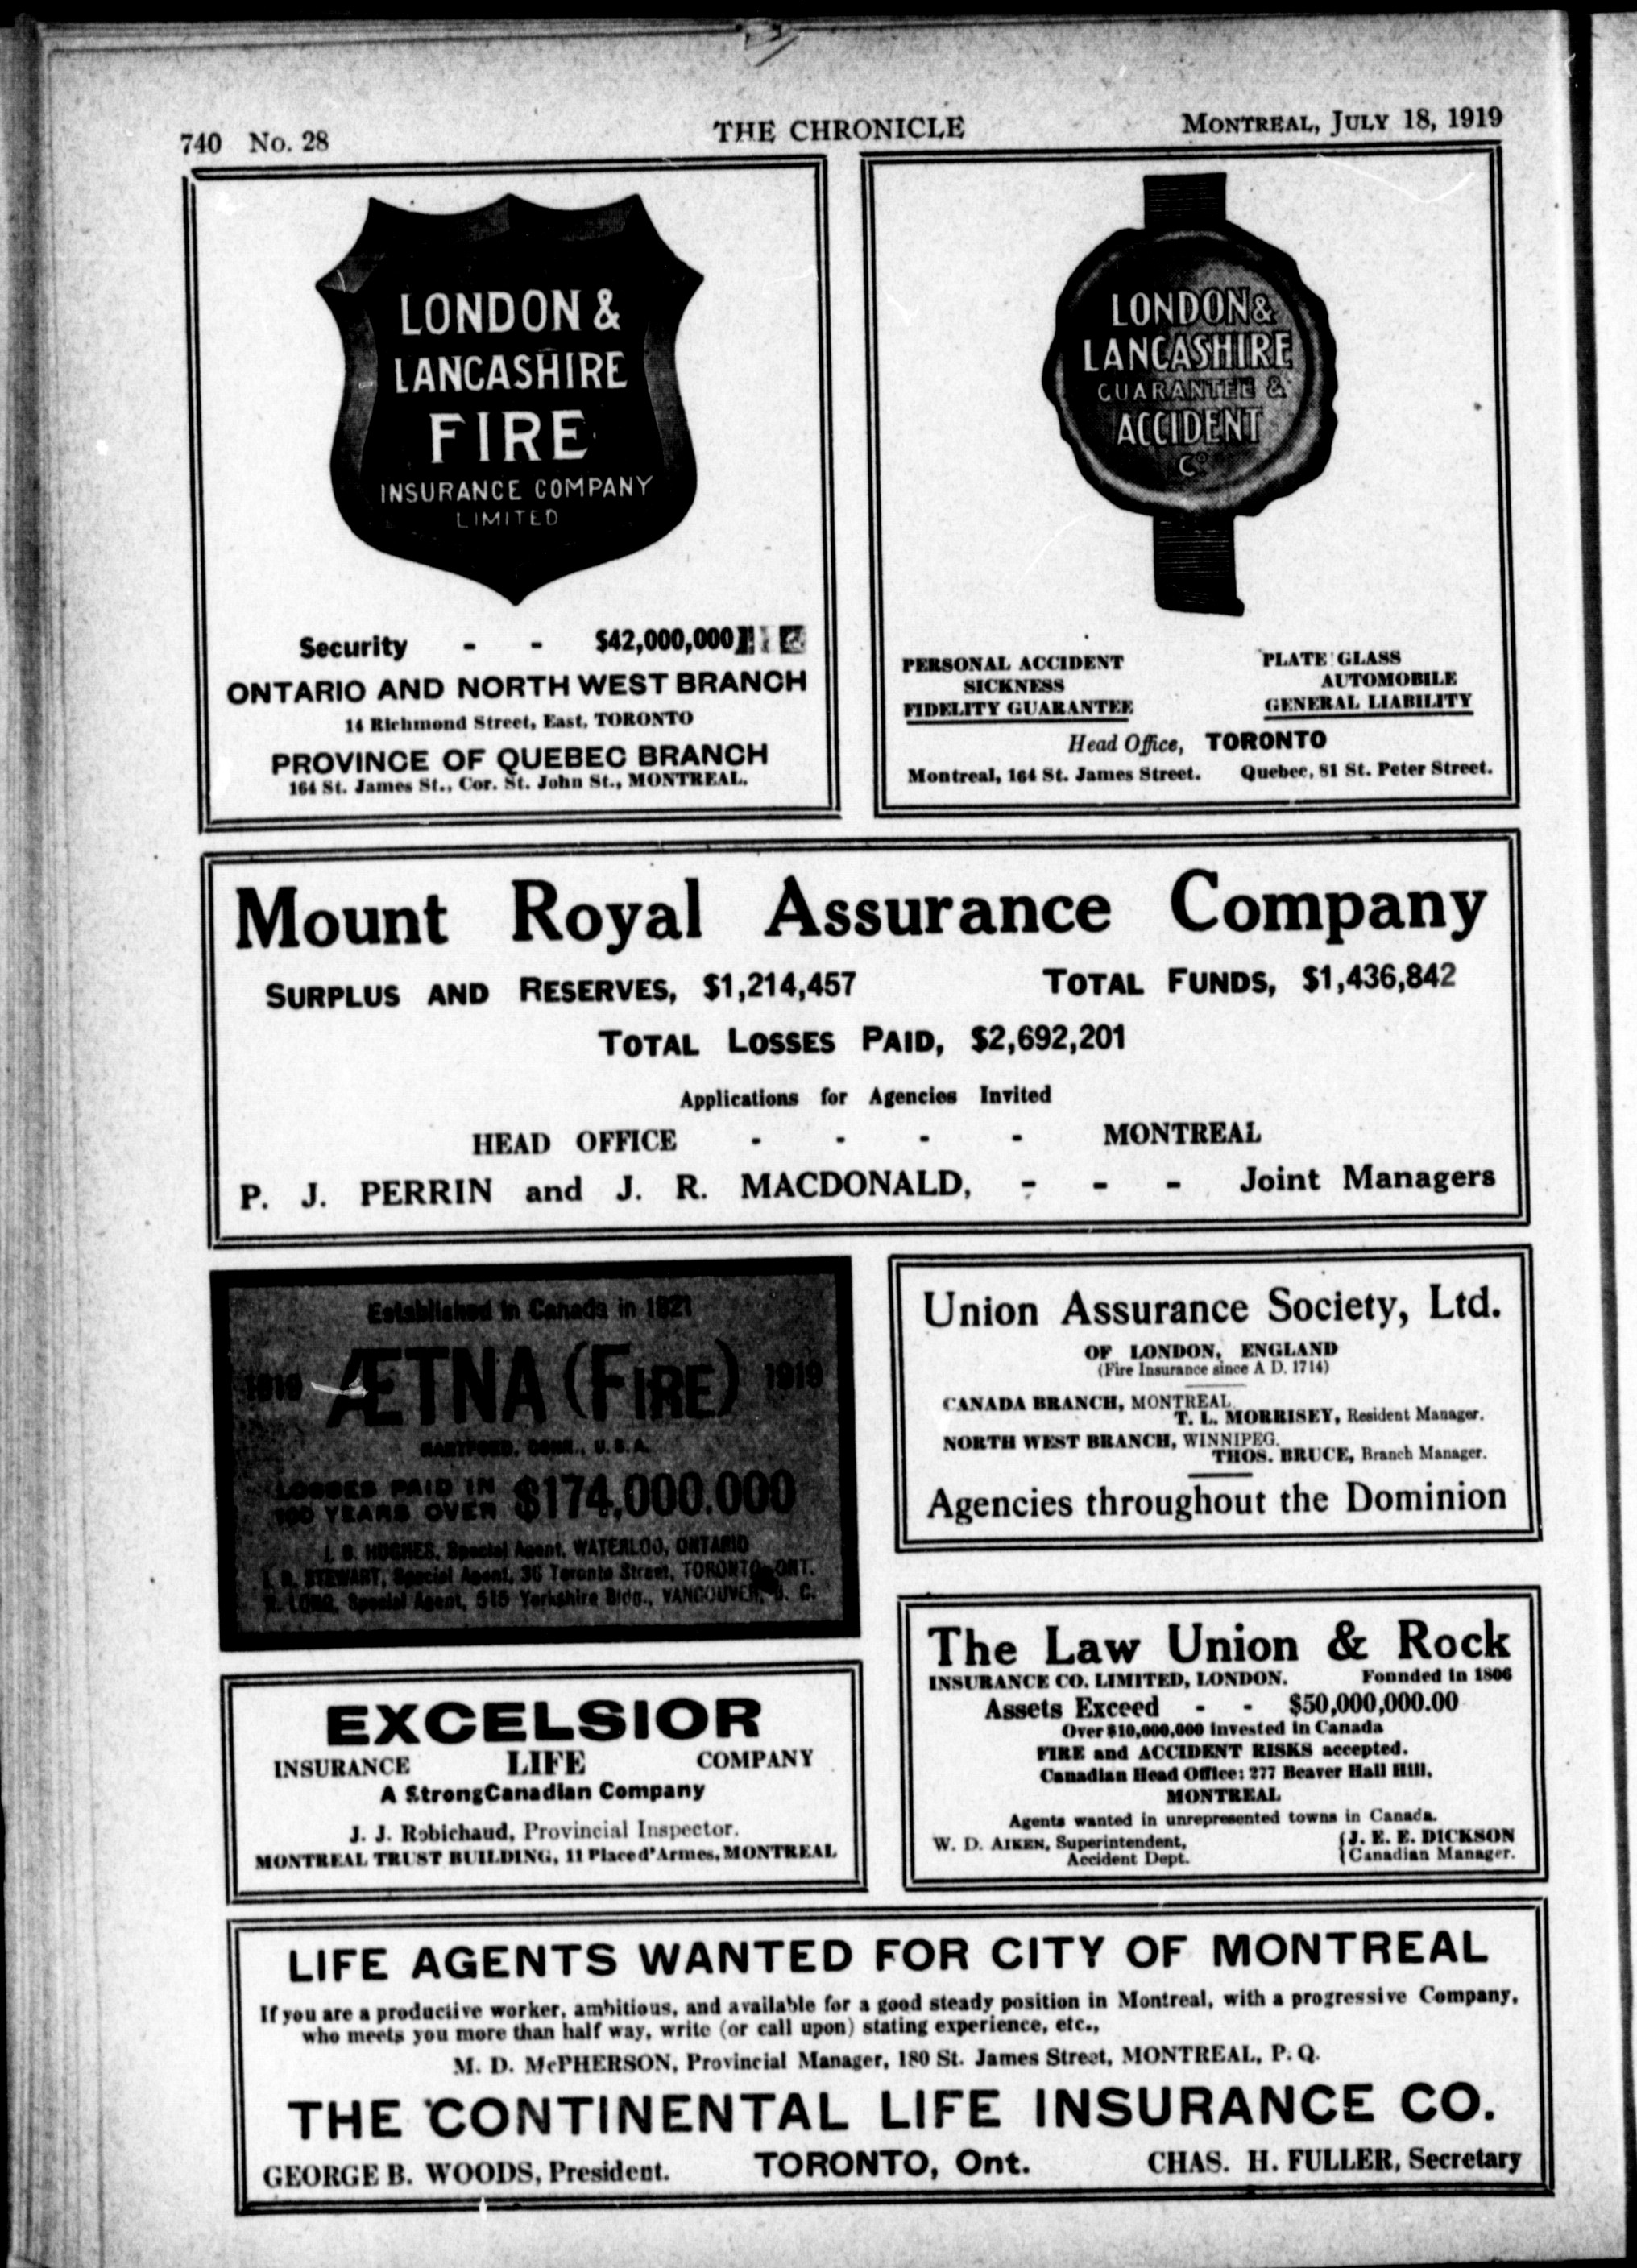 740 No. 28
THE CHRONICLE
MONTREAL, JULY 18, 1919
LONDON &
LANCASHIRE
FIRE
INSURANCE COMPANY
LIMITED
Security - - $42,000,000
ONTARIO AND NORTH WEST BRANCH
14 Richmond Street, East, TORONTO
PROVINCE OF QUEBEC BRANCH
164 St. James St., Cor. St. John St., MONTREAL.
LONDON &
LANCASHIRE
GUARANTEE &
ACCIDENT
Co
PERSONAL ACCIDENT
SICKNESS
FIDELITY GUARANTEE
PLATE GLASS
AUTOMOBILE
GENERAL LIABILITY
Head Office, TORONTO
Montreal, 164 St. James Street. Quebec, 81 St. Peter Street.
Mount Royal Assurance Company
SURPLUS AND RESERVES, $1,214,457 TOTAL FUNDS, $1,436,842
TOTAL LOSSES PAID, $2,692,201
Applications for Agencies Invited
HEAD OFFICE - - - - MONTREAL
P. J. PERRIN and J. R. MACDONALD, - - - Joint Managers
Established in Canada in 1821
1819 ÆTNA (FIRE) 1919
HARTFORD, CONN., U.S.A.
LOSSES PAID IN
100 YEARS OVER $174,000.000
HUGHES, Special Agent, WATERLOO, ONTARIO
STEWART, Special Agent, 36 Toronto Street, TORONTO, ONT.
LONG, Special Agent, 515 Yorkshire Bldg., VANCOUVER, B. C.
Union Assurance Society, Ltd.
OF LONDON, ENGLAND
(Fire Insurance since A D. 1714)
CANADA BRANCH, MONTREAL
T. L. MORRISEY, Resident Manager.
NORTH WEST BRANCH, WINNIPEG.
THOS. BRUCE, Branch Manager.
Agencies throughout the Dominion
EXCELSIOR
INSURANCE LIFE COMPANY
A StrongCanadian Company
J. J. Robichaud, Provincial Inspector.
MONTREAL TRUST BUILDING, 11 Place d'Armes, MONTREAL
The Law Union & Rock
INSURANCE CO. LIMITED, LONDON. Fonnded in 1806
Assets Exceed - - $50,000,000.00
Over $10,000,000 invested in Canada
FIRE and ACCIDENT RISKS accepted.
Canadian Head Office: 277 Beaver Hall Hill,
MONTREAL
Agents wanted in unrepresented towns in Canada.
W. D. AIKEN, Superintendent,
Accident Dept.
J. E. E. DICKSON
Canadian Manager.
LIFE AGENTS WANTED FOR CITY OF MONTREAL
If you are a productive worker, ambitious, and available for a good steady position in Montreal, with a progressive Company,
who meets you more than half way, write (or call upon) stating experience, etc.,
M. D. McPHERSON, Provincial Manager, 180 St. James Street, MONTREAL, P. Q.
THE CONTINENTAL LIFE INSURANCE CO.
GEORGE B. WOODS, President. TORONTO, Ont. CHAS. H. FULLER, Secretary